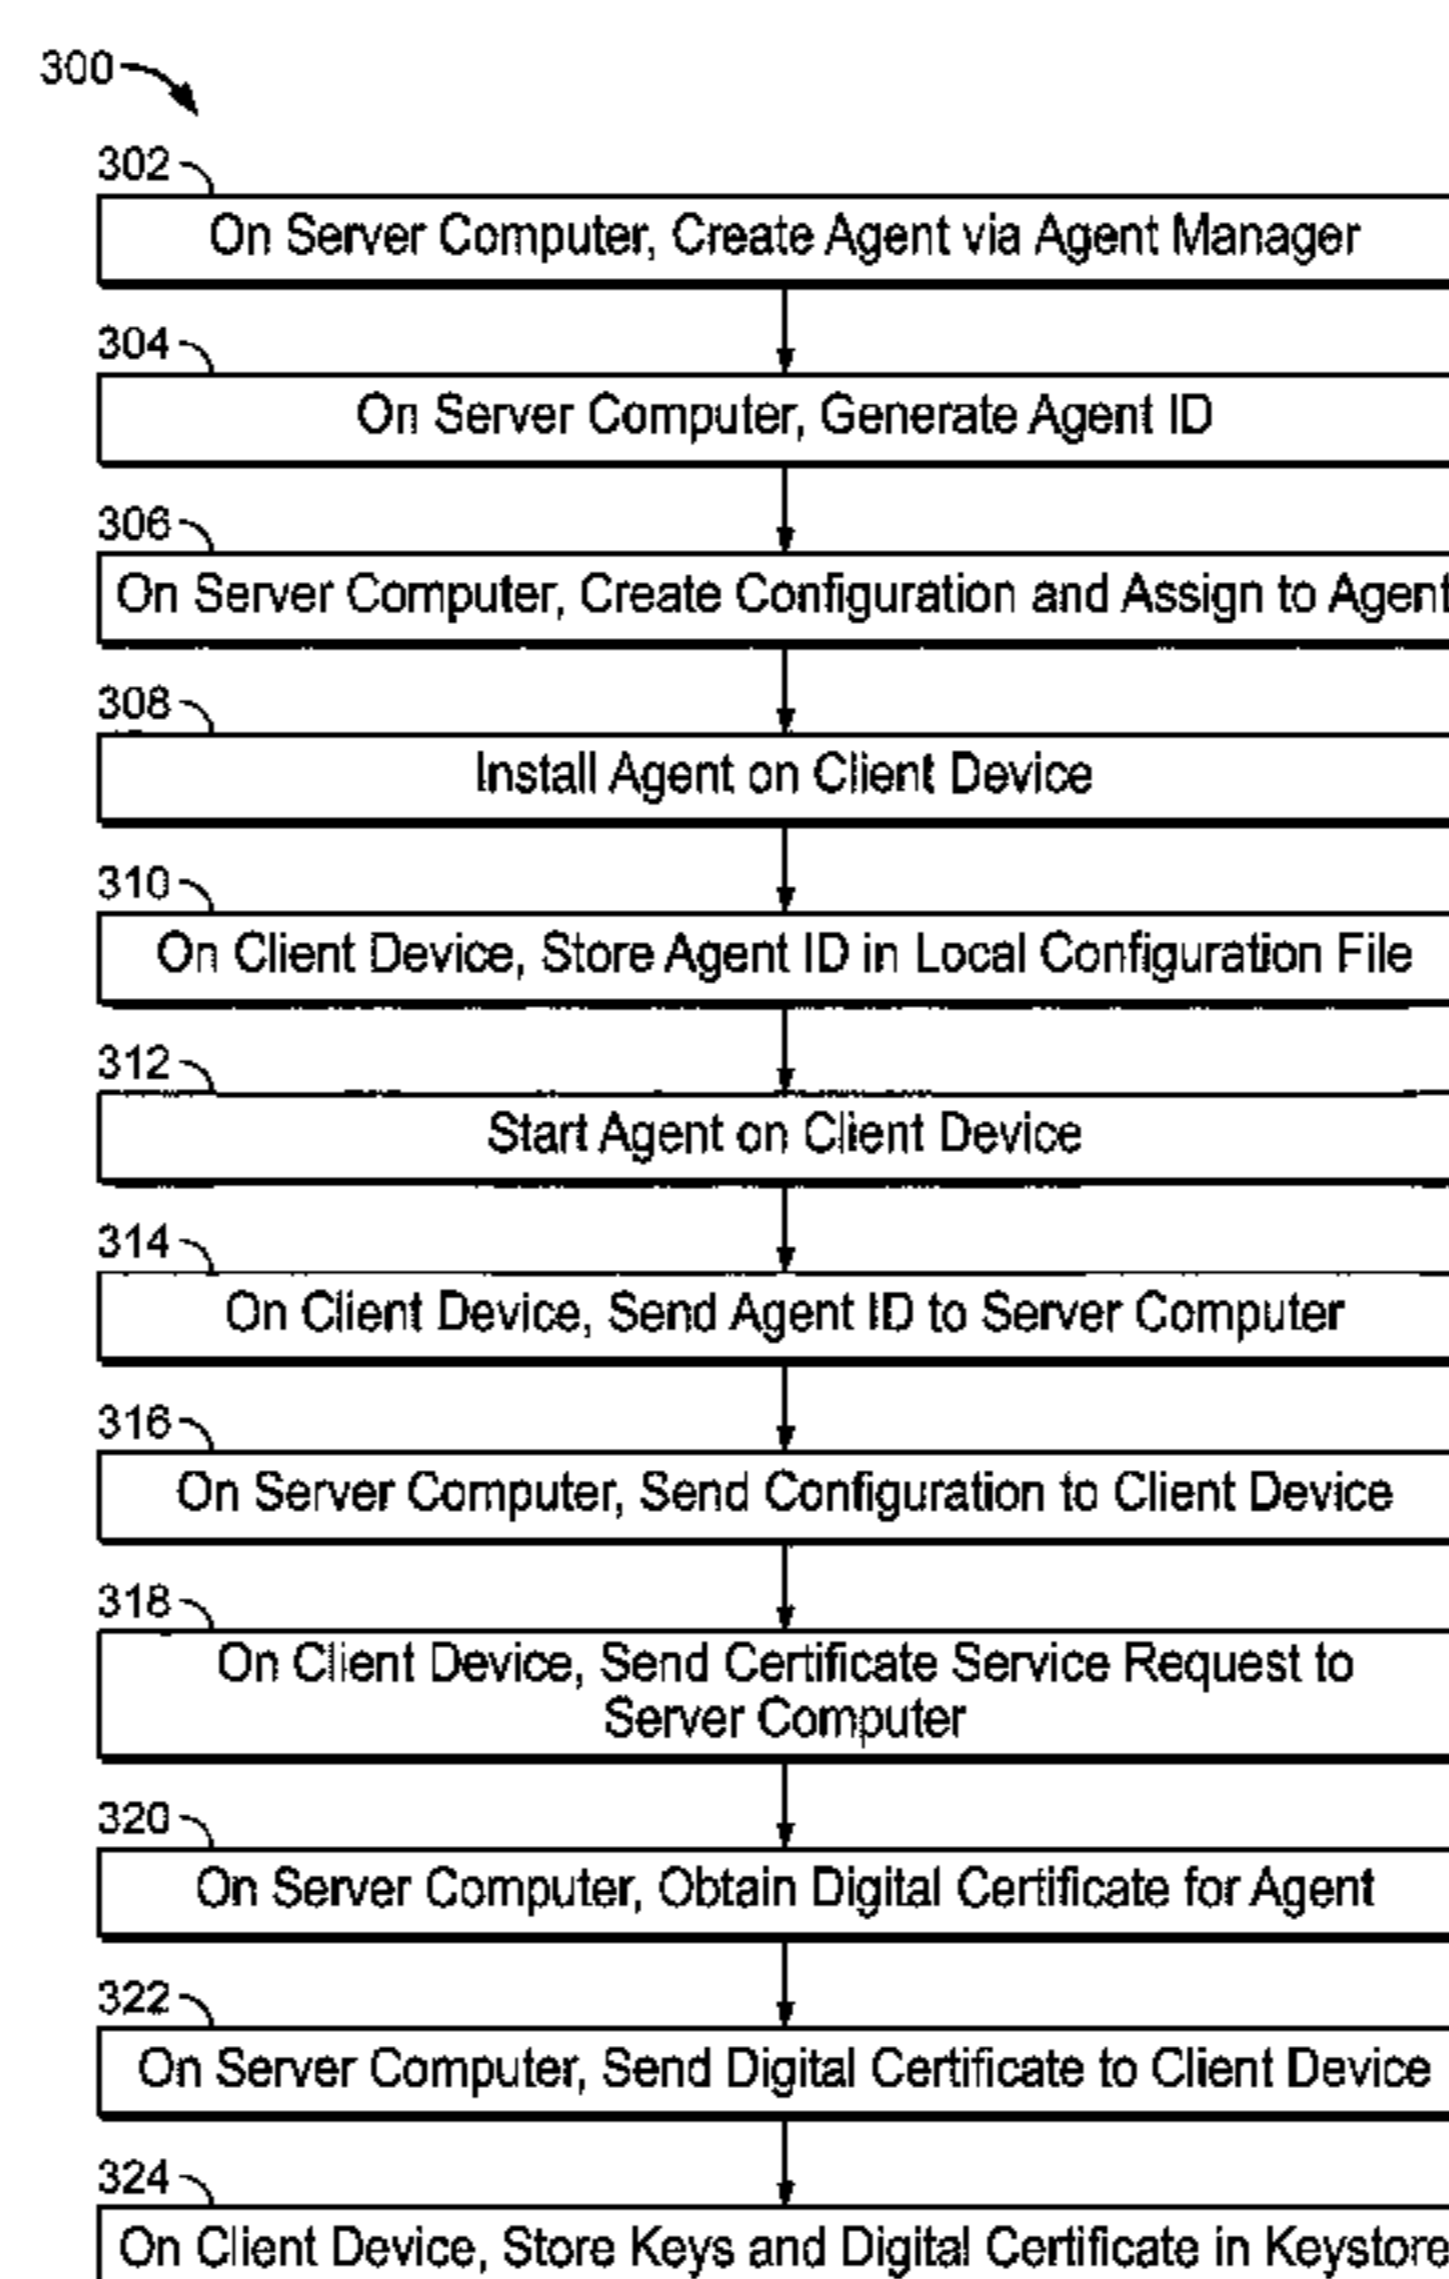 300
302
On Server Computer, Create Agent via Agent Manager
304
On Server Computer, Generate Agent ID
306
On Server Computer, Create Configuration and Assign to Agent
308
Install Agent on Client Device
310
On Client Device, Store Agent ID in Local Configuration File
312
Start Agent on Client Device
314
On Client Device, Send Agent ID to Server Computer
316
On Server Computer, Send Configuration to Client Device
318
On Client Device, Send Certificate Service Request to
Server Computer
320
On Server Computer, Obtain Digital Certificate for Agent
322
On Server Computer, Send Digital Certificate to Client Device
324
On Client Device, Store Keys and Digital Certificate in Keystore